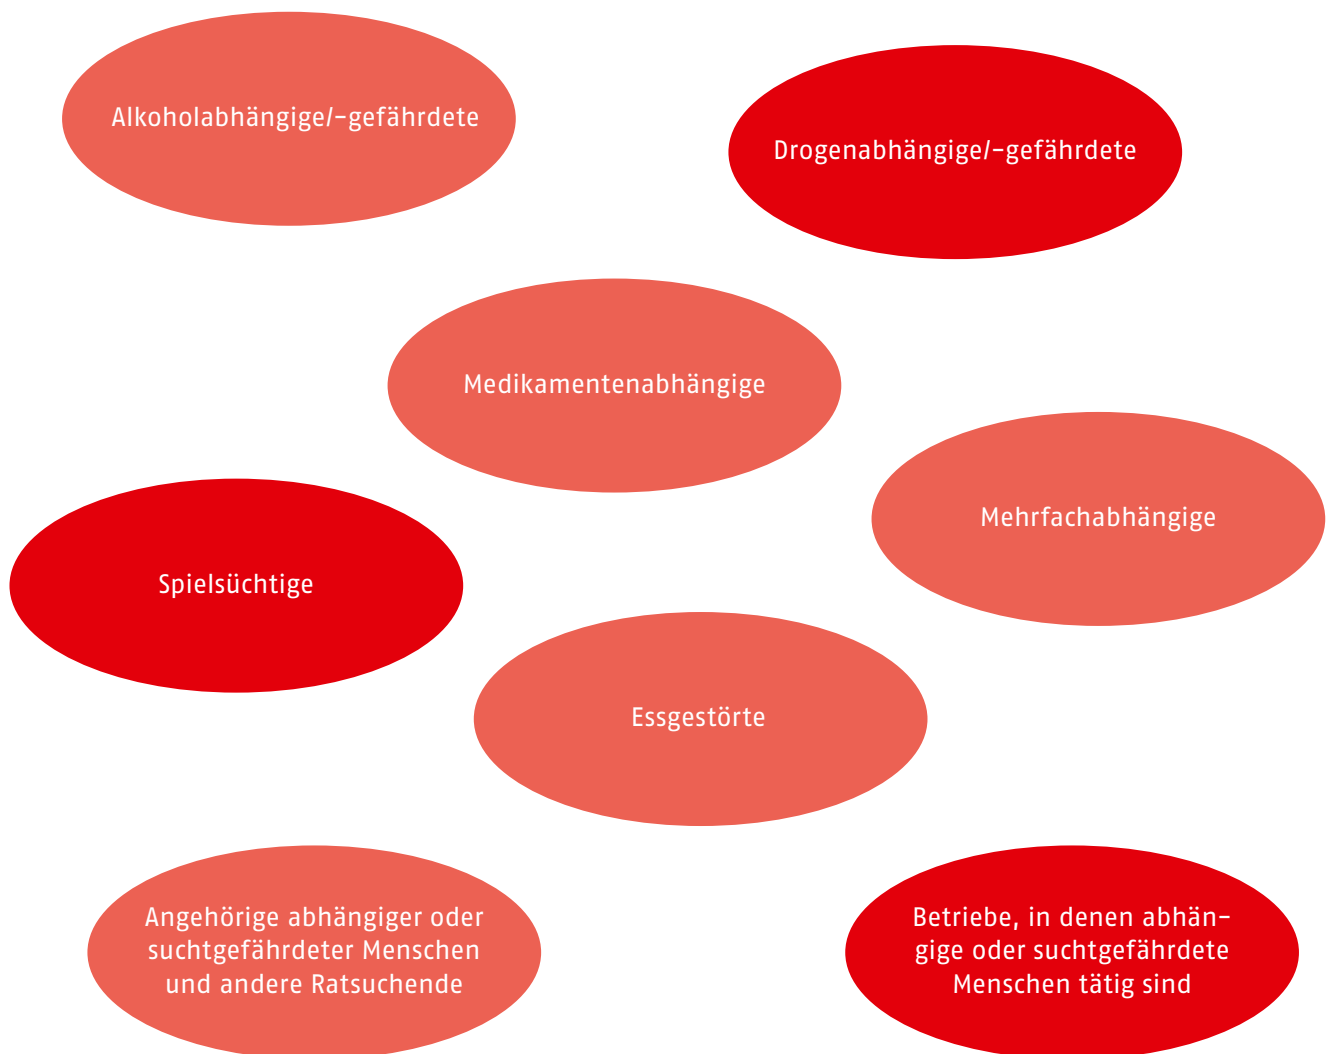 Alkoholabhängige/-gefährdete
Drogenabhängige/-gefährdete
Medikamentenabhängige
Mehrfachabhängige
Spielsüchtige
Essgestörte
Angehörige abhängiger oder
suchtgefährdeter Menschen
und andere Ratsuchende
Betriebe, in denen abhän-
gige oder suchtgefährdete
Menschen tätig sind